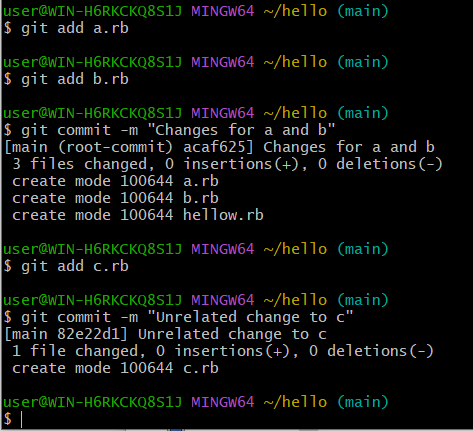 user@WIN-H6RKCKQ8S1J MINGW64 ~/hello (main)
$ git add a.rb
user@WIN-H6RKCKQ8S1J MINGW64 ~/hello (main)
$ git add b.rb
user@WIN-H6RKCKQ8S1J MINGW64 ~/hello (main)
$ git commit -m "Changes for a and b"
[main (root-commit) acaf625] Changes for a and b
 3 files changed, 0 insertions(+), 0 deletions(-)
 create mode 100644 a.rb
 create mode 100644 b.rb
 create mode 100644 hellow.rb
user@WIN-H6RKCKQ8S1J MINGW64 ~/hello (main)
$ git add c.rb
user@WIN-H6RKCKQ8S1J MINGW64 ~/hello (main)
$ git commit -m "Unrelated change to c"
[main 82e22d1] Unrelated change to c
 1 file changed, 0 insertions(+), 0 deletions(-)
 create mode 100644 c.rb
user@WIN-H6RKCKQ8S1J MINGW64 ~/hello (main)
$